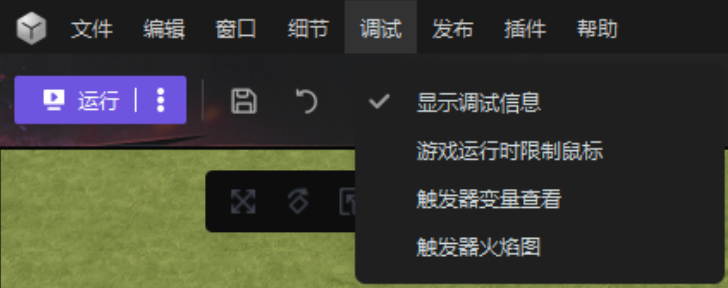 文件 编辑 窗口 细节 调试 发布 插件 帮助
运行
显示调试信息
游戏运行时限制鼠标
触发器变量查看
触发器火焰图